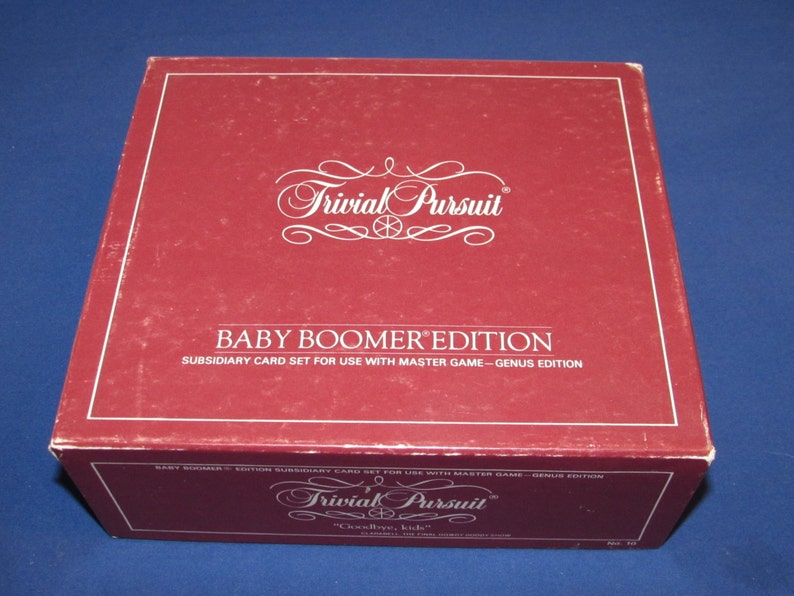 Trivial Pursuit®
BABY BOOMER® EDITION
SUBSIDIARY CARD SET FOR USE WITH MASTER GAME—GENUS EDITION
BABY BOOMER® EDITION SUBSIDIARY CARD SET FOR USE WITH MASTER GAME—GENUS EDITION
Trivial Pursuit®
"Goodbye, kids"
CLARABELL, THE FINAL HOWDY DOODY SHOW
No. 10